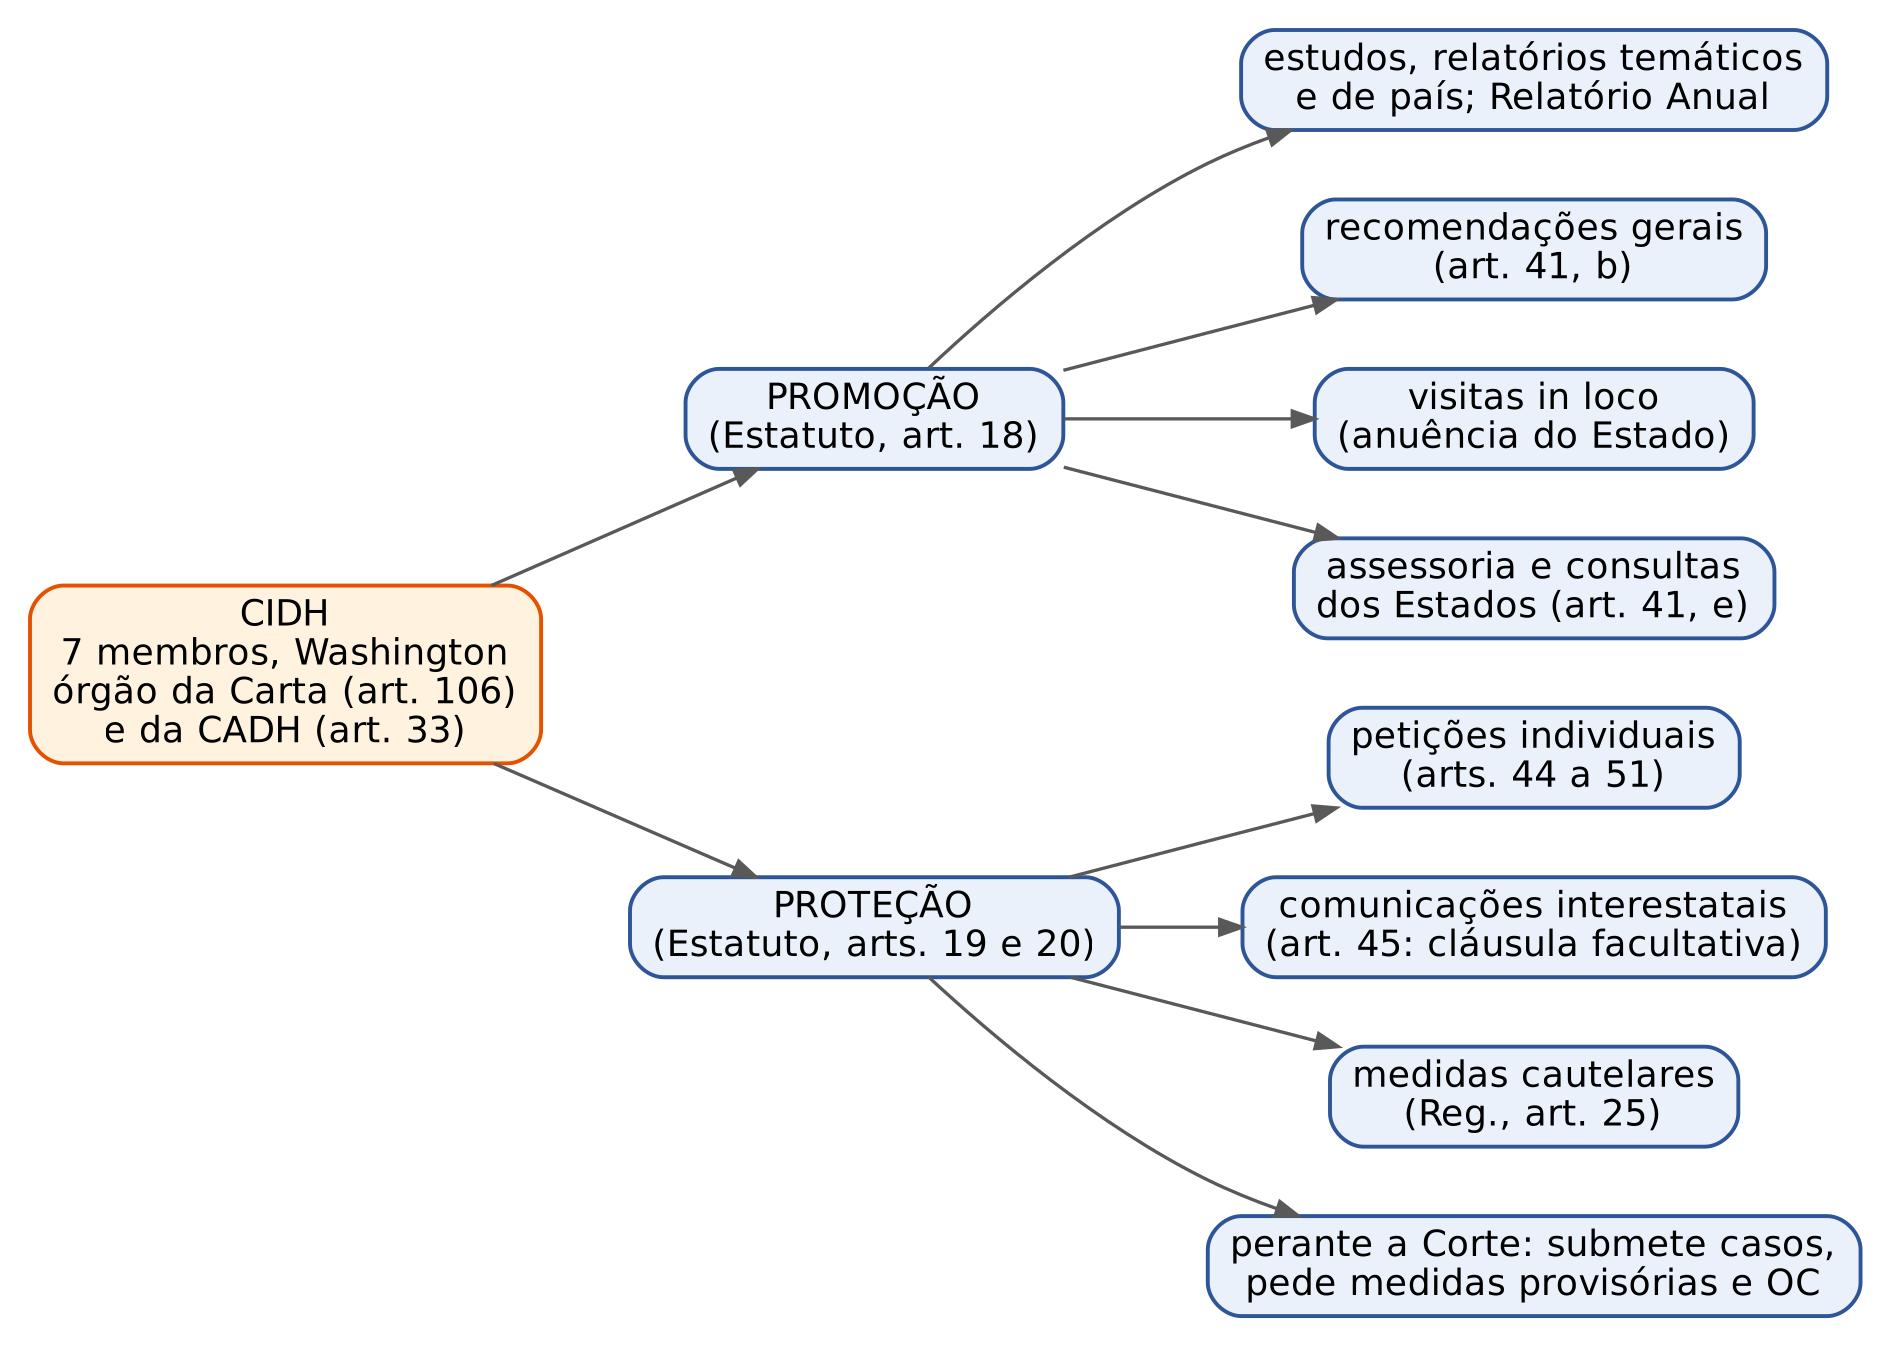 CIDH
7 membros, Washington
órgão da Carta (art. 106)
e da CADH (art. 33)
PROMOÇÃO
(Estatuto, art. 18)
estudos, relatórios temáticos
e de país; Relatório Anual
recomendações gerais
(art. 41, b)
visitas in loco
(anuência do Estado)
assessoria e consultas
dos Estados (art. 41, e)
PROTEÇÃO
(Estatuto, arts. 19 e 20)
petições individuais
(arts. 44 a 51)
comunicações interestatais
(art. 45: cláusula facultativa)
medidas cautelares
(Reg., art. 25)
perante a Corte: submete casos,
pede medidas provisórias e OC